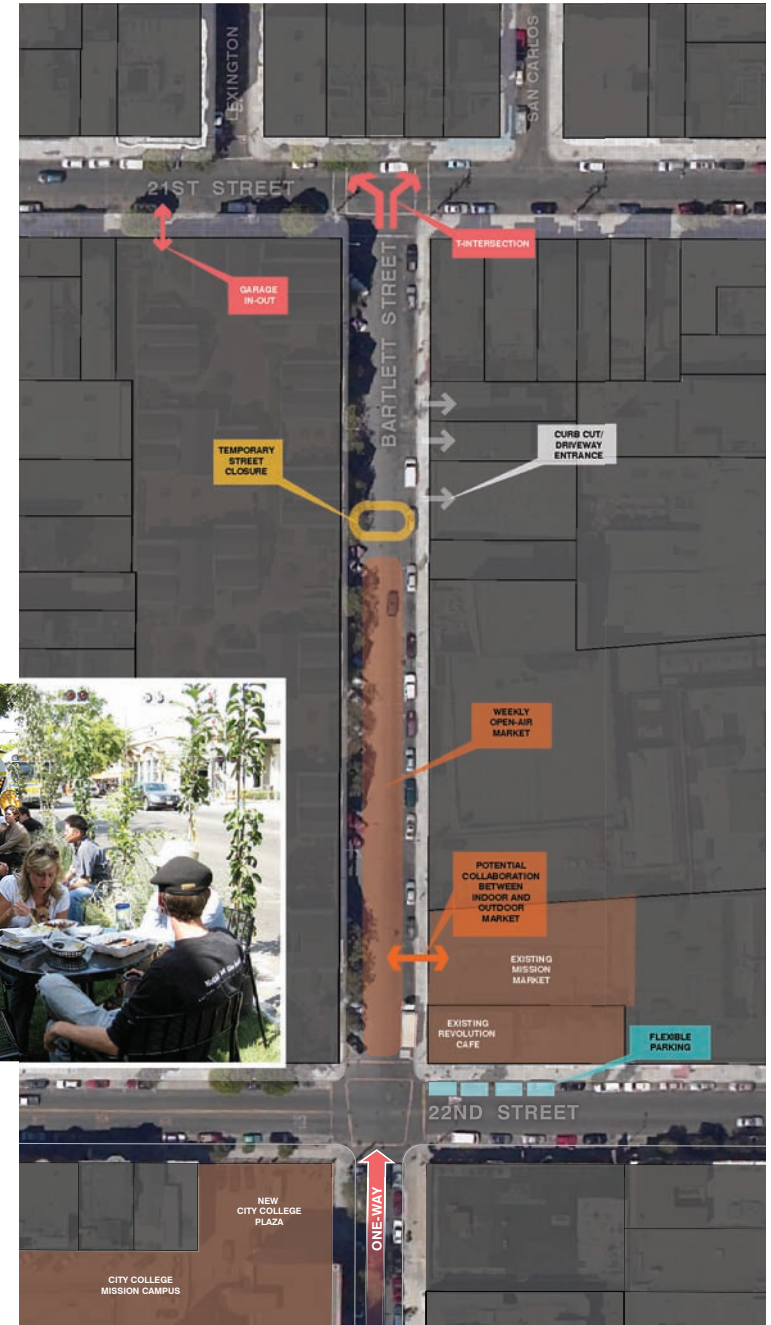 LEXINGTON
SAN CARLOS
21ST STREET
T-INTERSECTION
BARTLETT STREET
GARAGE
IN-OUT
CURB CUT/
DRIVEWAY
ENTRANCE
TEMPORARY
STREET
CLOSURE
WEEKLY
OPEN-AIR
MARKET
POTENTIAL
COLLABORATION
BETWEEN
INDOOR AND
OUTDOOR
MARKET
EXISTING
MISSION
MARKET
EXISTING
REVOLUTION
CAFE
FLEXIBLE
PARKING
22ND STREET
ONE-WAY
NEW
CITY COLLEGE
PLAZA
CITY COLLEGE
MISSION CAMPUS